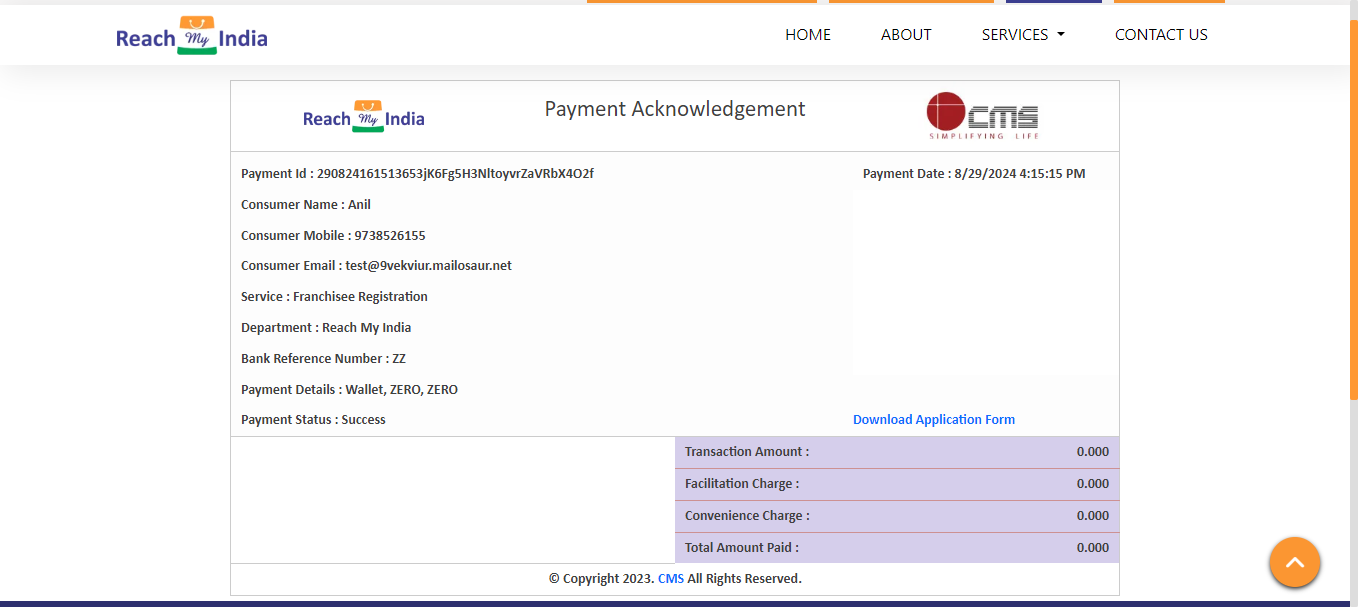 Reach My India
HOME ABOUT SERVICES CONTACT US
Reach My India
Payment Acknowledgement
CMS
SIMPLIFYING LIFE
Payment Id : 290824161513653jK6Fg5H3NltoyvrZaVRbX4O2f
Payment Date : 8/29/2024 4:15:15 PM
Consumer Name : Anil
Consumer Mobile : 9738526155
Consumer Email : test@9vekviur.mailosaur.net
Service : Franchisee Registration
Department : Reach My India
Bank Reference Number : ZZ
Payment Details : Wallet, ZERO, ZERO
Payment Status : Success
Download Application Form
Transaction Amount : 0.000
Facilitation Charge : 0.000
Convenience Charge : 0.000
Total Amount Paid : 0.000
© Copyright 2023. CMS All Rights Reserved.